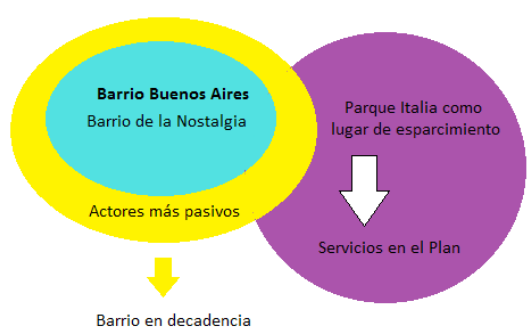 Barrio Buenos Aires
Barrio de la Nostalgia
Actores más pasivos
Barrio en decadencia
Parque Italia como
lugar de esparcimiento
Servicios en el Plan